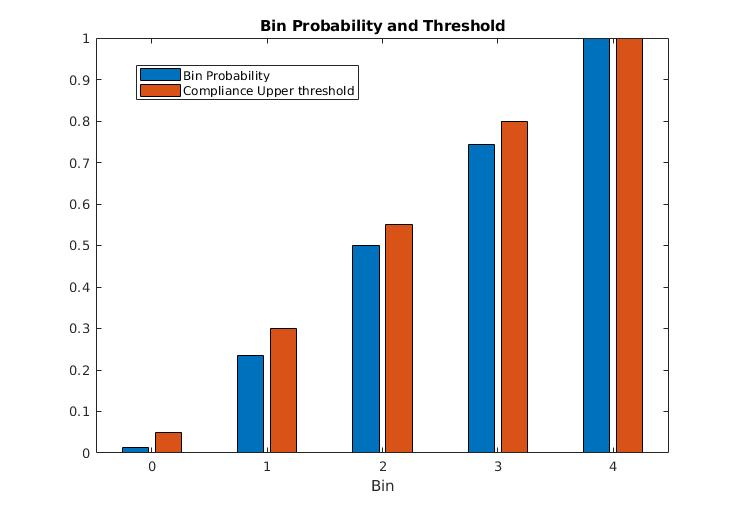 Bin Probability and Threshold
1
0.9
0.8
0.7
0.6
0.5
0.4
0.3
0.2
0.1
0
Bin Probability
Compliance Upper threshold
0 1 2 3 4
Bin